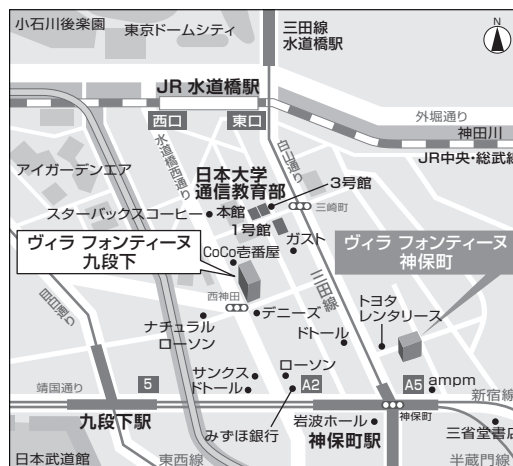 小石川後楽園
東京ドームシティ
三田線
水道橋駅
N
JR 水道橋駅
西口
東口
外堀通り
神田川
JR中央・総武線
水道橋西通り
白山通り
アイガーデンエア
日本大学
通信教育部
3号館
スターバックスコーヒー
本館
三崎町
1号館
ヴィラ フォンティーヌ
九段下
CoCo壱番屋
ガスト
ヴィラ フォンティーヌ
神保町
目白通り
西神田
三田線
トヨタ
レンタリース
デニーズ
ナチュラル
ローソン
ドトール
サンクス
ローソン
ドトール
靖国通り
5
A2
A5
ampm
新宿線
九段下駅
みずほ銀行
岩波ホール
神保町
神保町駅
三省堂書店
日本武道館
東西線
半蔵門線